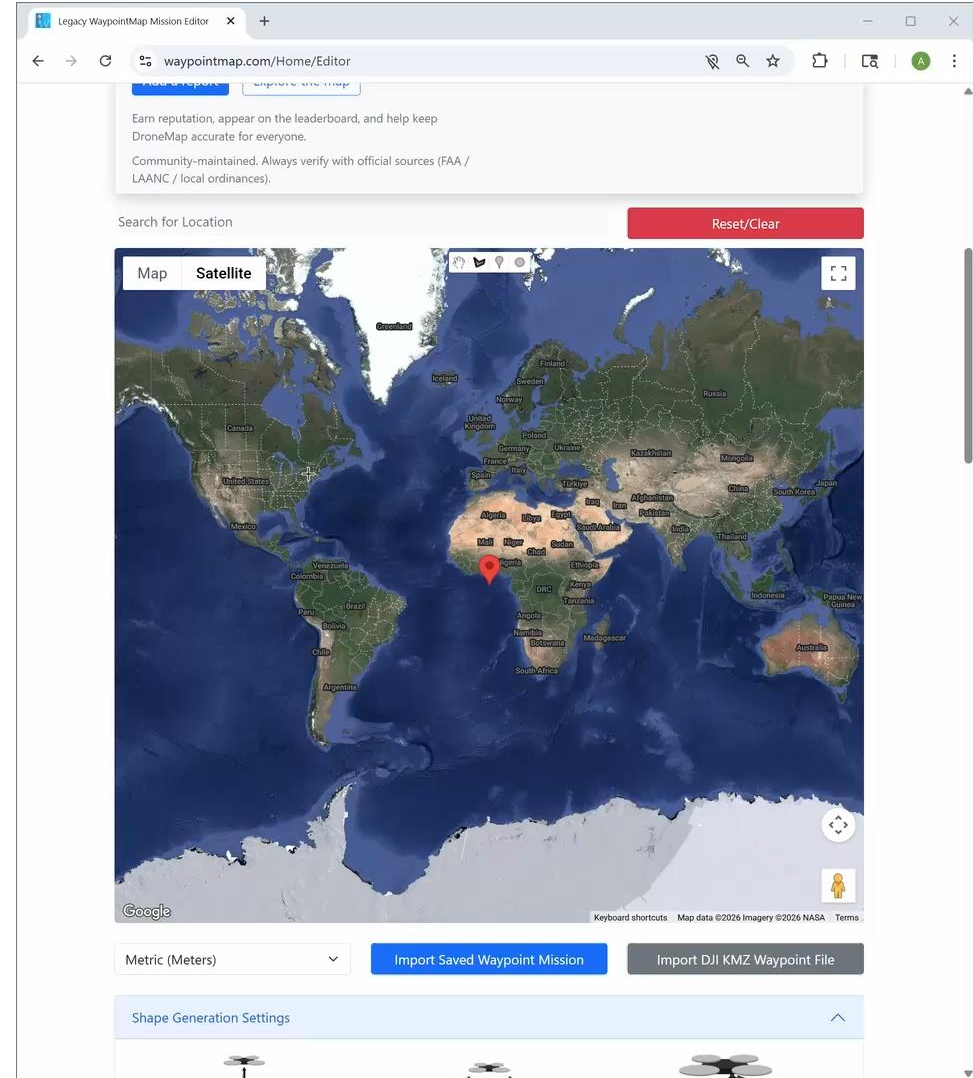 Legacy WaypointMap Mission Editor
waypointmap.com/Home/Editor
A
Add a report
Explore the map
Earn reputation, appear on the leaderboard, and help keep
DroneMap accurate for everyone.
Community-maintained. Always verify with official sources (FAA /
LAANC / local ordinances).
Search for Location
Reset/Clear
Map
Satellite
Greenland
Iceland
Finland
Sweden
Norway
Russia
United
Kingdom
Canada
Poland
Germany
Ukraine
France
Kazakhstan
Mongolia
Italy
Spain
United States
Türkiye
China
Japan
South Korea
Iraq
Iran
Afghanistan
Pakistan
Algeria
Libya
Egypt
Saudi Arabia
Mexico
India
Thailand
Mali
Niger
Chad
Sudan
Nigeria
Ethiopia
Venezuela
Colombia
Kenya
DRC
Tanzania
Indonesia
Papua New
Guinea
Peru
Brazil
Angola
Bolivia
Namibia
Botswana
Madagascar
Chile
Australia
South Africa
Argentina
Google
Keyboard shortcuts
Map data ©2026 Imagery ©2026 NASA
Terms
Metric (Meters)
Import Saved Waypoint Mission
Import DJI KMZ Waypoint File
Shape Generation Settings